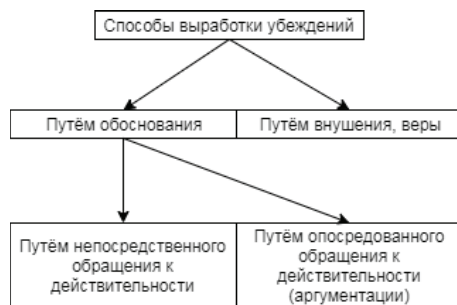 Способы выработки убеждений
Путём обоснования
Путём внушения, веры
Путём непосредственного
обращения к
действительности
Путём опосредованного
обращения к
действительности
(аргументации)